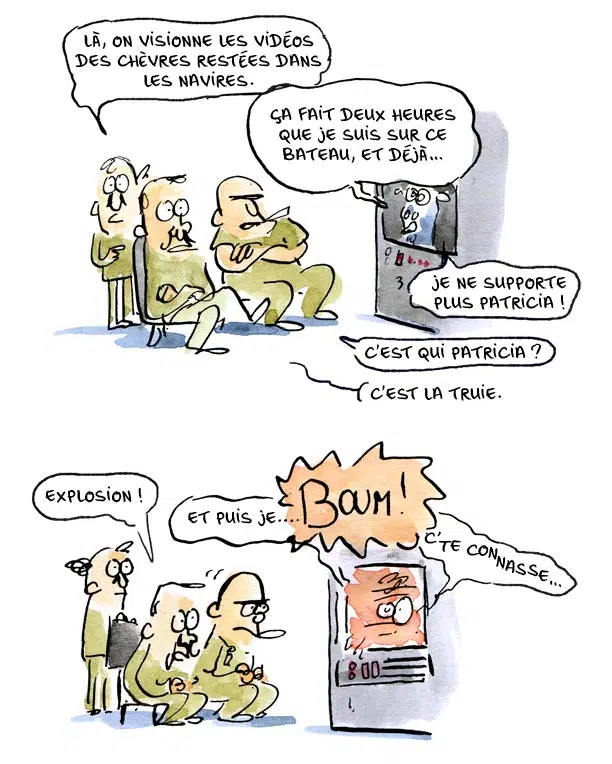 LÀ, ON VISIONNE LES VIDÉOS
DES CHÈVRES RESTÉES DANS
LES NAVIRES.
ÇA FAIT DEUX HEURES
QUE JE SUIS SUR CE
BATEAU, ET DÉJÀ...
JE NE SUPPORTE
PLUS PATRICIA !
C'EST QUI PATRICIA ?
C'EST LA TRUIE.
EXPLOSION !
ET PUIS JE....
BOUM!
C'TE CONNASSE...